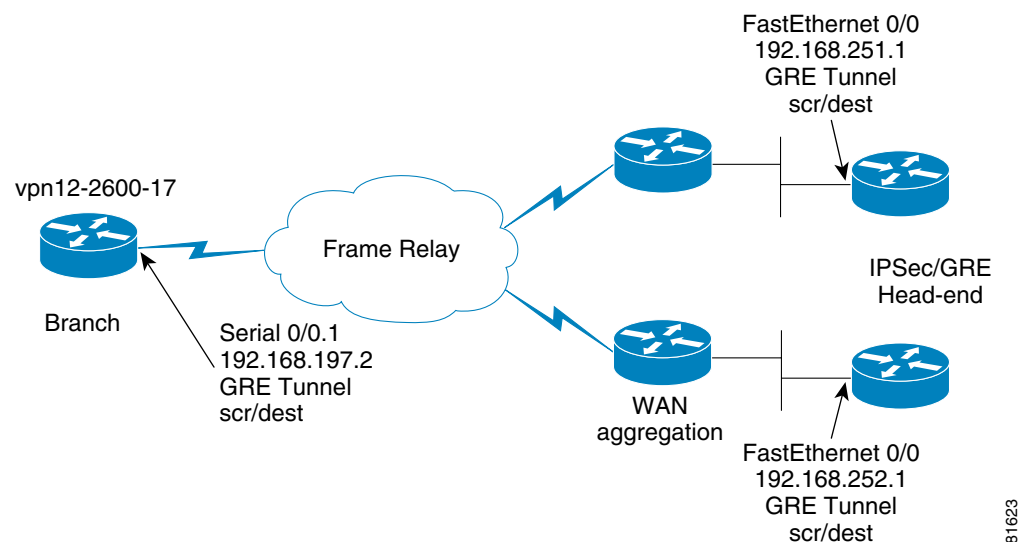 FastEthernet 0/0
192.168.251.1
GRE Tunnel
scr/dest
vpn12-2600-17
Branch
Serial 0/0.1
192.168.197.2
GRE Tunnel
scr/dest
Frame Relay
IPSec/GRE
Head-end
WAN
aggregation
FastEthernet 0/0
192.168.252.1
GRE Tunnel
scr/dest
81623